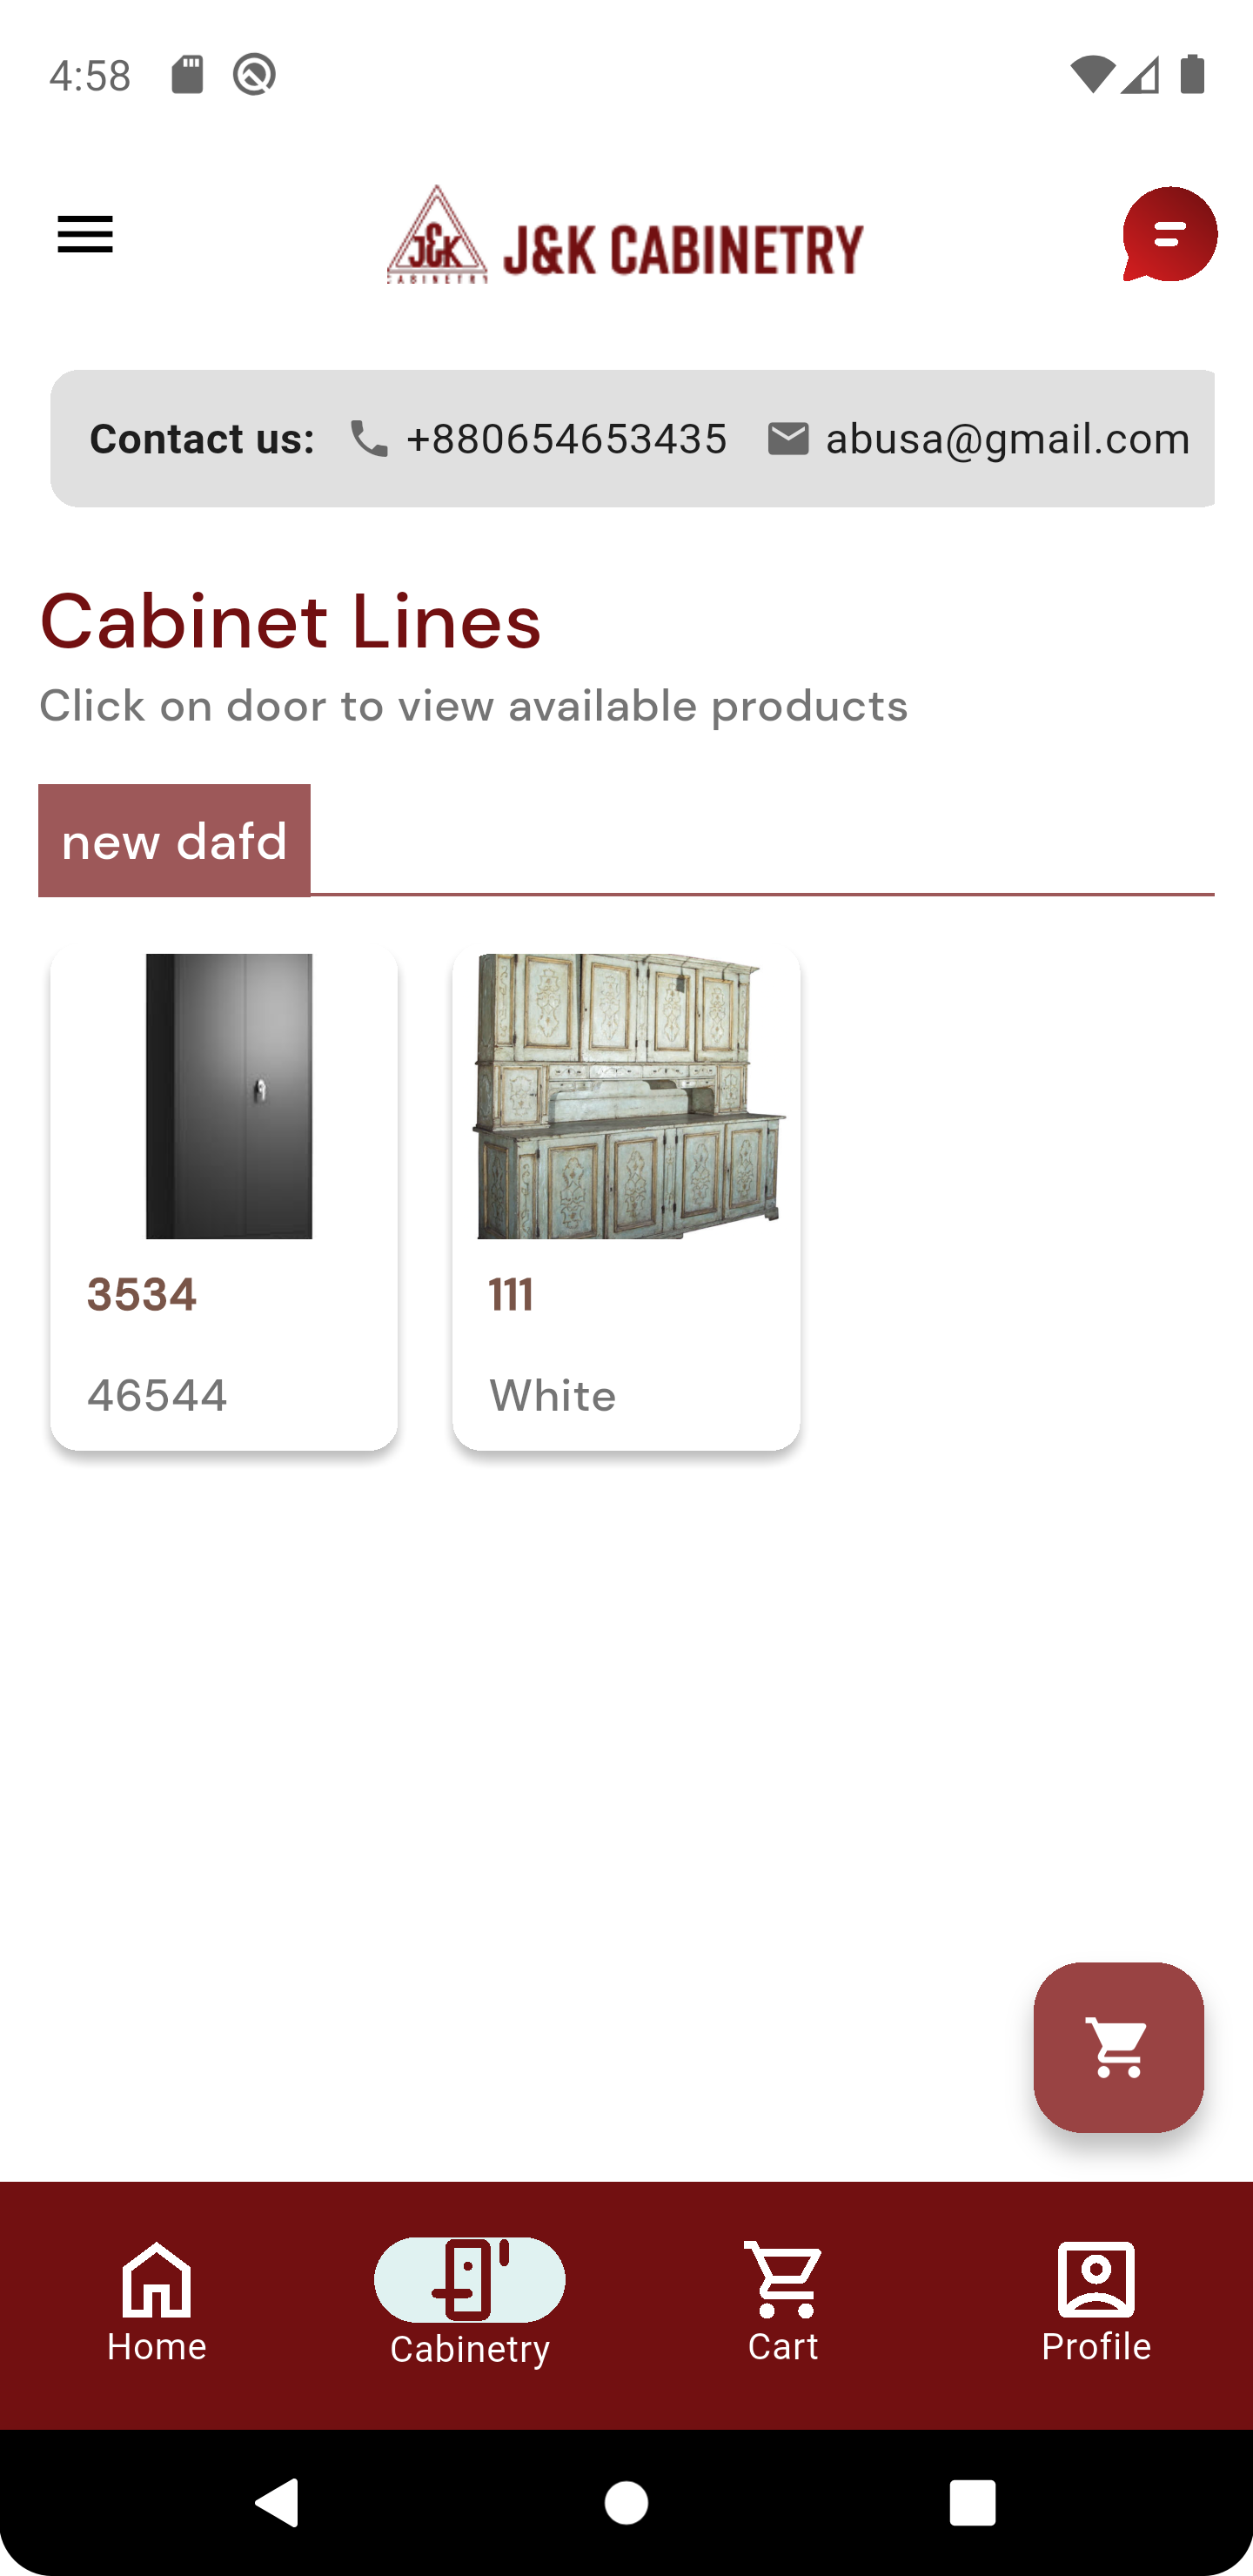 4:58
J&K
CABINETRY
J&K CABINETRY
Contact us: +880654653435 abusa@gmail.com
Cabinet Lines
Click on door to view available products
new dafd
3534
111
46544
White
Home
Cabinetry
Cart
Profile